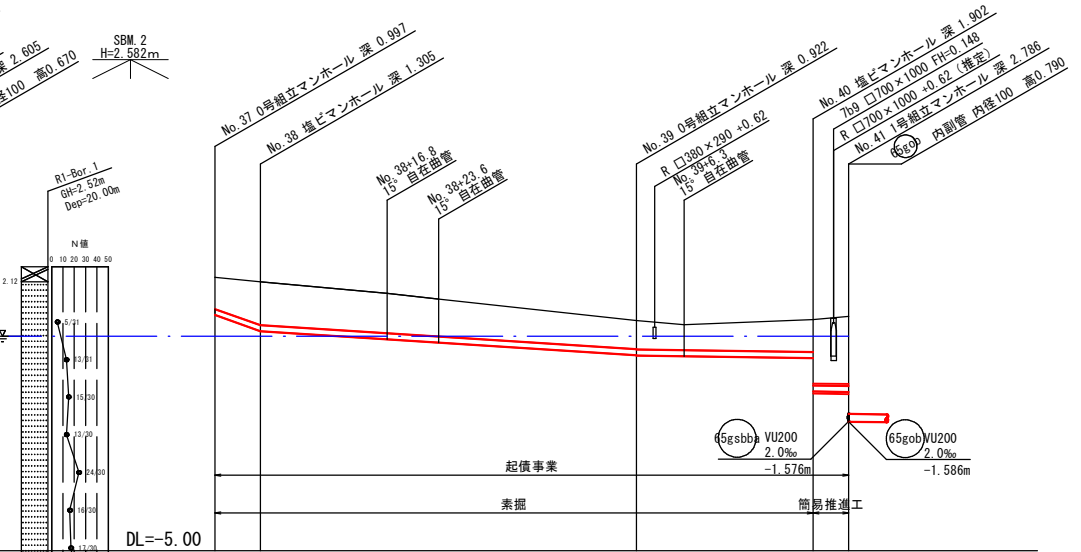 深 2.605
径100 高0.670
SBM.2
H=2.582m
No.37 0号組立マンホール 深 0.997
No.38 塩ビマンホール 深 1.305
No.38+16.8
15° 自在曲管
No.38+23.6
15° 自在曲管
No.39 0号組立マンホール 深 0.922
R □380×290 +0.62
No.39+6.3
15° 自在曲管
No.40 塩ビマンホール 深 1.902
7b9 □700×1000 FH=0.148
R □700×1000 +0.62 (推定)
No.41 1号組立マンホール 深 2.786
65gob 内副管 内径100 高0.790
R1-Bor.1
GH=2.52m
Dep=20.00m
N値
0 10 20 30 40 50
2.12
5/31
13/31
15/30
13/30
24/30
16/30
17/30
65gsbba VU200
2.0‰
-1.576m
65gob VU200
2.0‰
-1.586m
起債事業
素掘
簡易推進工
DL=-5.00